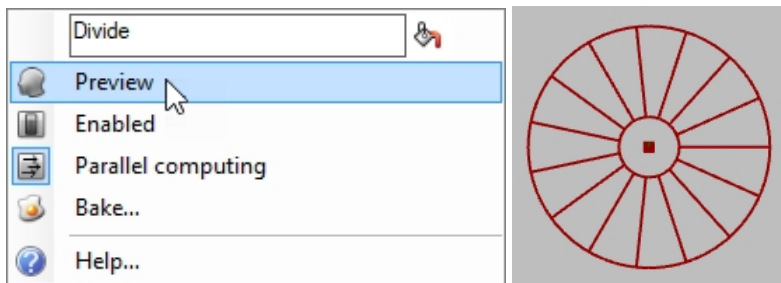 Divide
Preview
Enabled
Parallel computing
Bake...
Help...